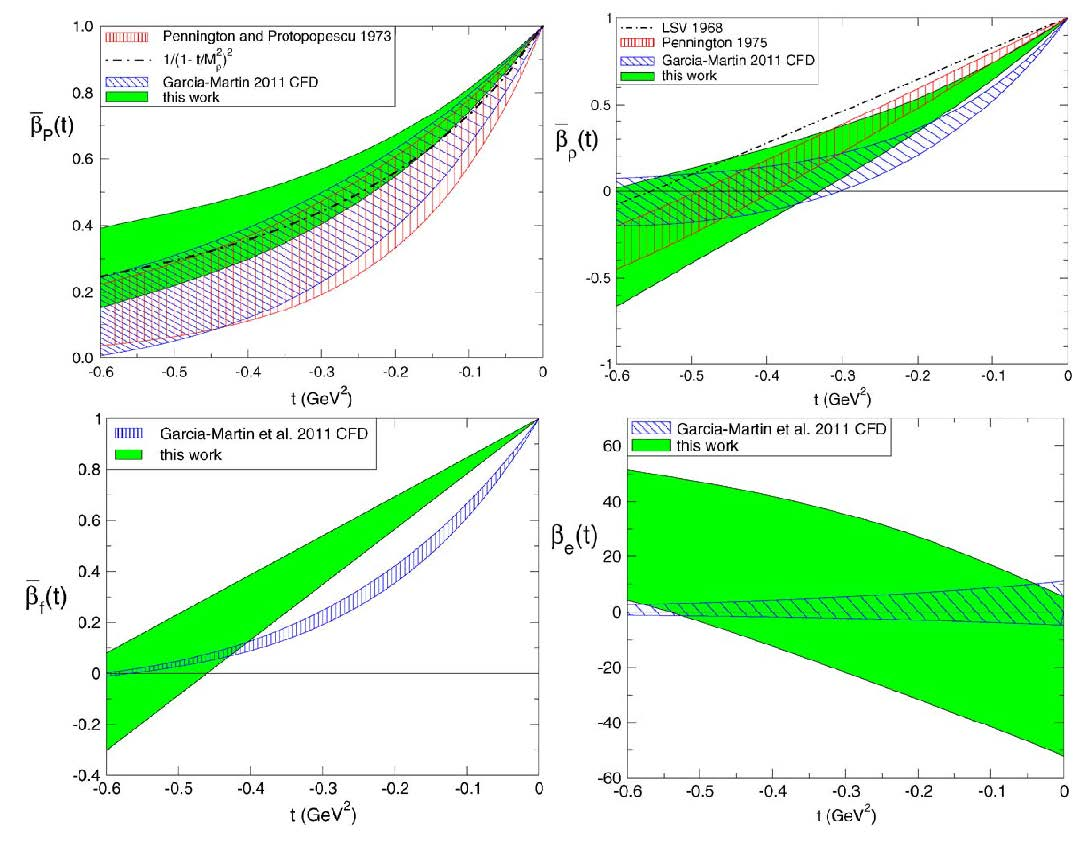 1.0
0.8
0.6
0.4
0.2
0.0
β̅P(t)
Pennington and Protopopescu 1973
1/(1- t/M²ρ)²
Garcia-Martin 2011 CFD
this work
-0.6
-0.5
-0.4
-0.3
-0.2
-0.1
0
t (GeV²)
1
0.5
0
-0.5
-1
β̅ρ(t)
LSV 1968
Pennington 1975
Garcia-Martin 2011 CFD
this work
-0.6
-0.5
-0.4
-0.3
-0.2
-0.1
0
t (GeV²)
1
0.8
0.6
0.4
0.2
0
-0.2
-0.4
β̅f(t)
Garcia-Martin et al. 2011 CFD
this work
-0.6
-0.5
-0.4
-0.3
-0.2
-0.1
0
t (GeV²)
60
40
20
0
-20
-40
-60
βe(t)
Garcia-Martin et al. 2011 CFD
this work
-0.6
-0.5
-0.4
-0.3
-0.2
-0.1
0
t (GeV²)